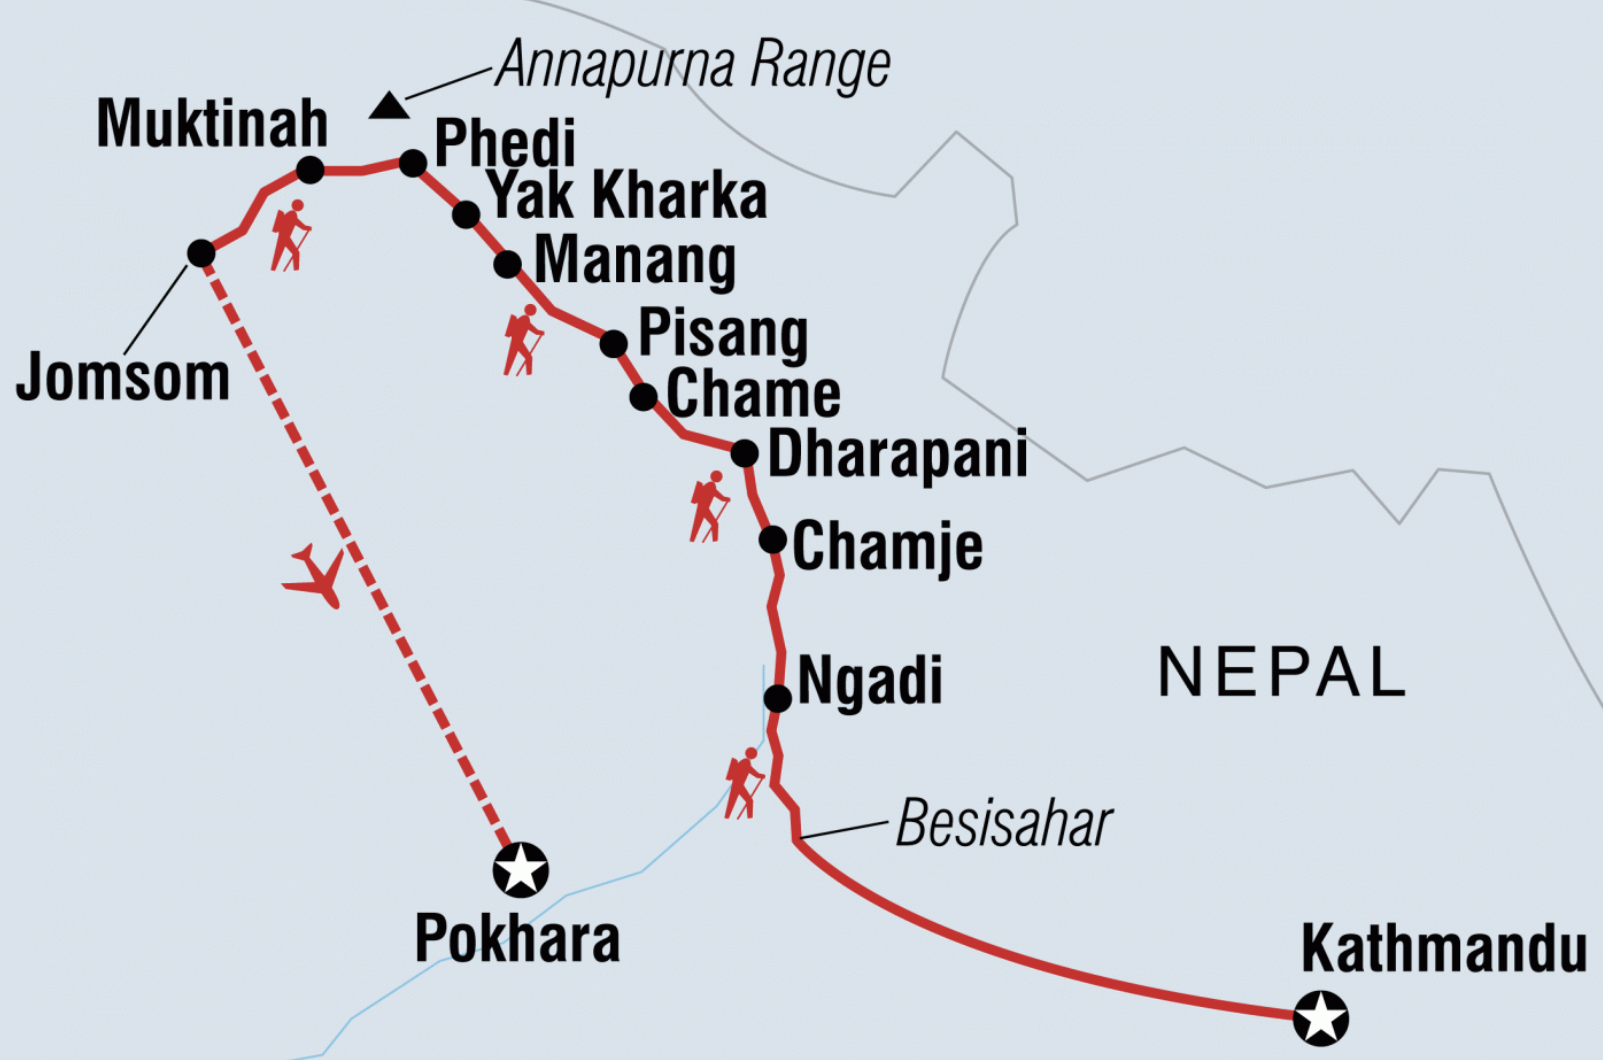 Annapurna Range
Muktinah
Phedi
Yak Kharka
Manang
Pisang
Jomsom
Chame
Dharapani
Chamje
NEPAL
Ngadi
Besisahar
Pokhara
Kathmandu